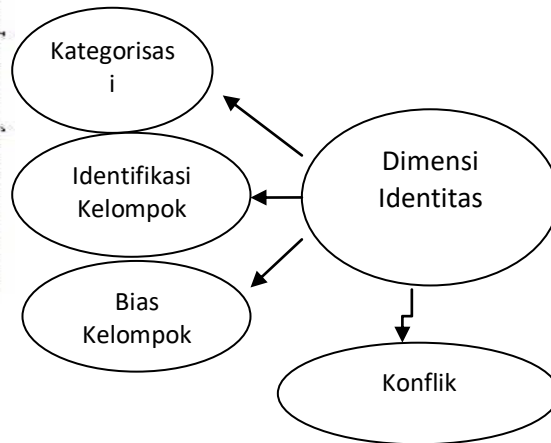 Kategorisas
i
Identifikasi
Kelompok
Bias
Kelompok
Dimensi
Identitas
Konflik